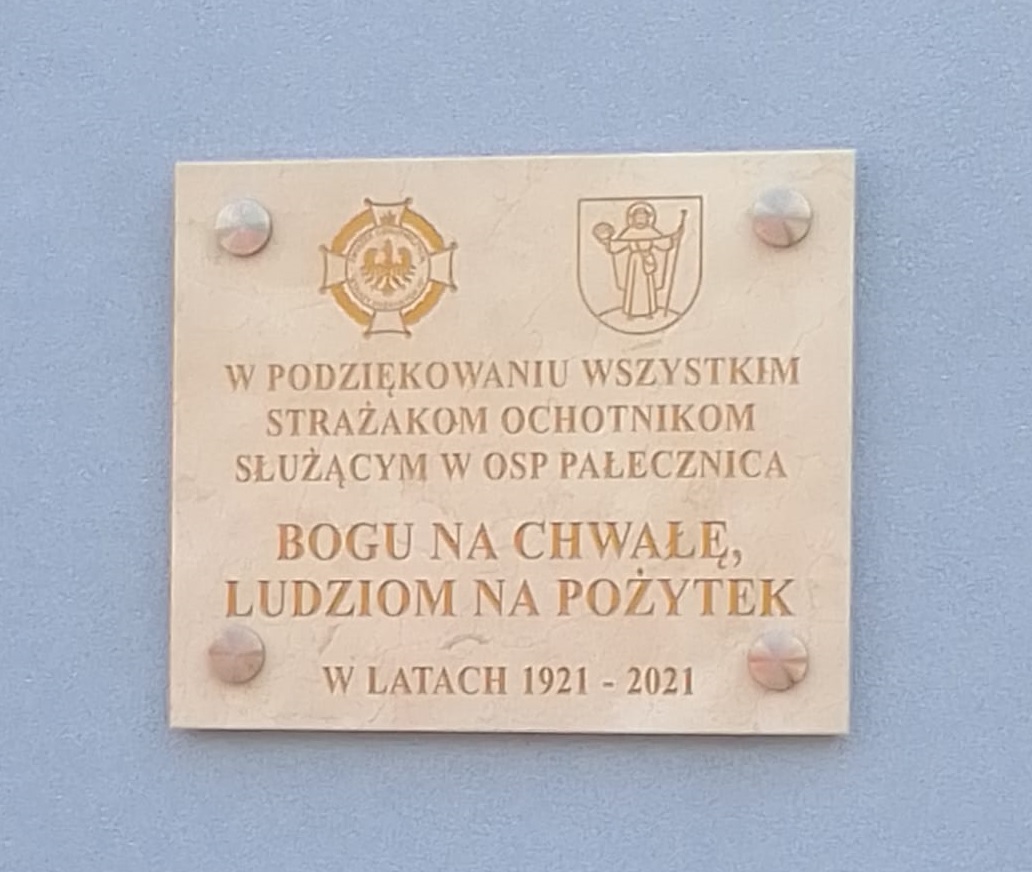 W PODZIĘKOWANIU WSZYSTKIM
STRAŻAKOM OCHOTNIKOM
SŁUŻĄCYM W OSP PAŁECZNICA
BOGU NA CHWAŁĘ,
LUDZIOM NA POŻYTEK
W LATACH 1921 - 2021